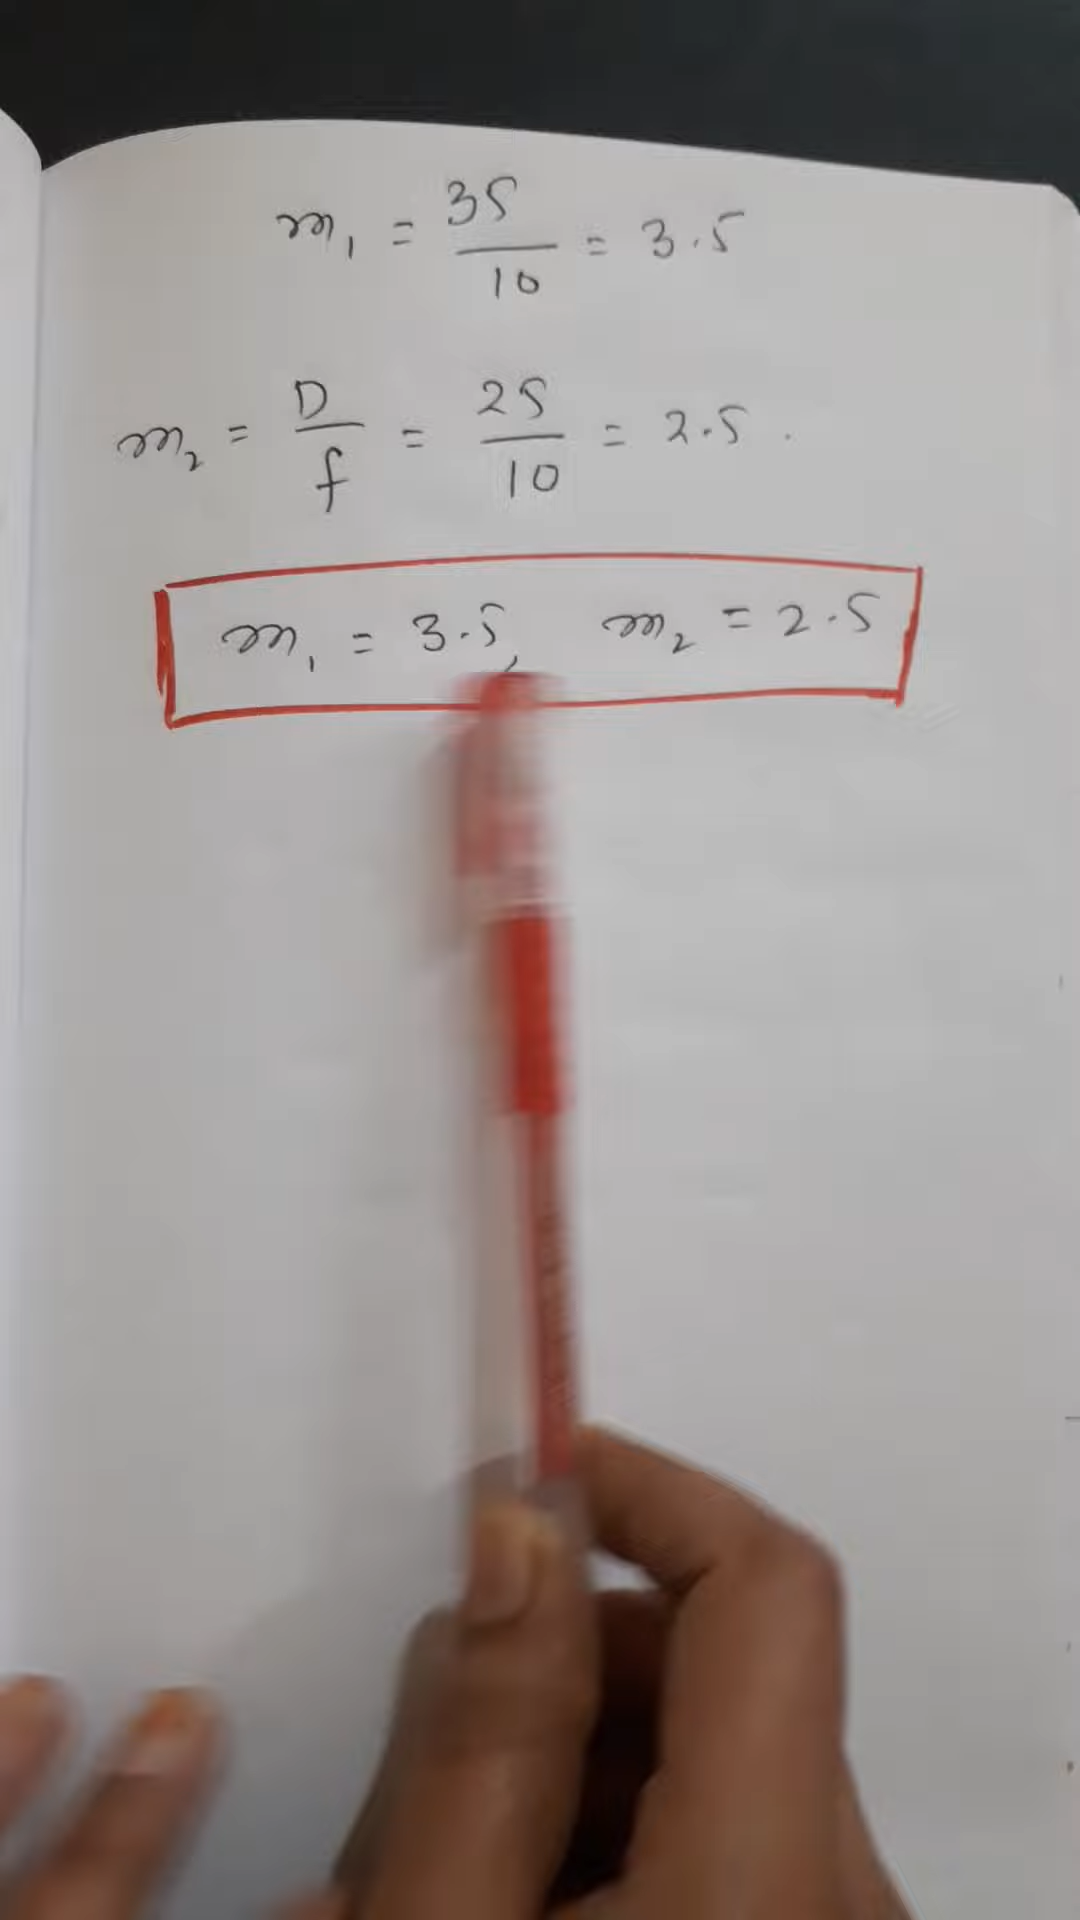 m₁ = 35/10 = 3.5
m₂ = D/f = 25/10 = 2.5 .
m₁ = 3.5, m₂ = 2.5